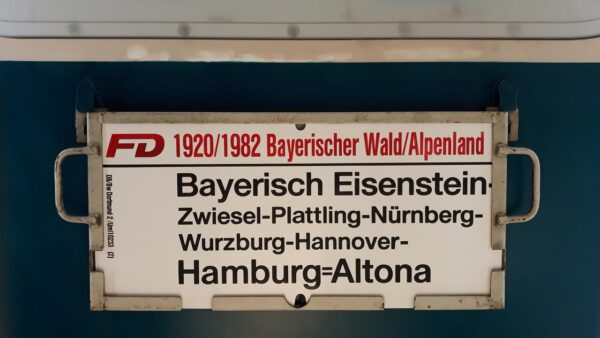 FD 1920/1982 Bayerischer Wald/Alpenland
Bayerisch Eisenstein-
Zwiesel-Plattling-Nürnberg-
Wurzburg-Hannover-
Hamburg=Altona